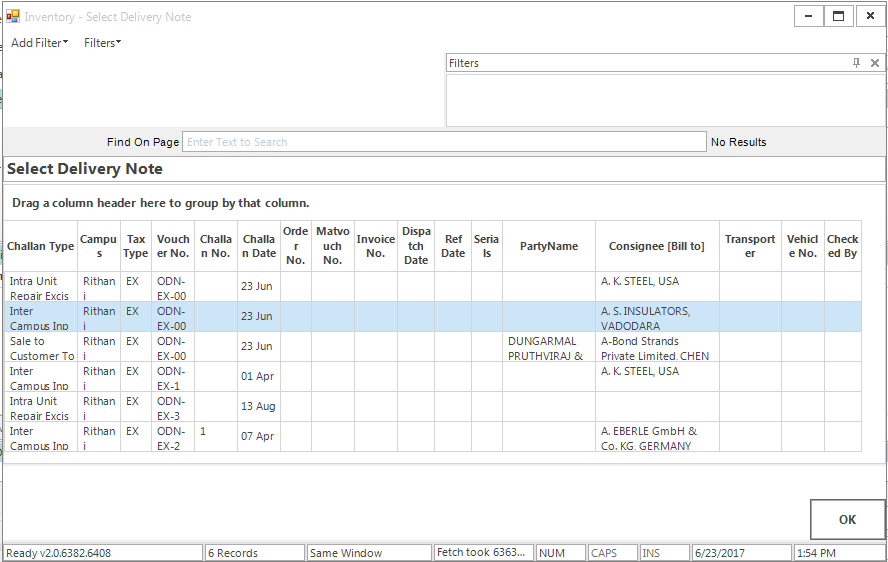 Inventory - Select Delivery Note
Add Filter Filters
Filters
Find On Page Enter Text to Search No Results
Select Delivery Note
Drag a column header here to group by that column.
Challan Type Campus Tax Type Voucher No. Challan No. Challan Date Order No. Matvouch No. Invoice No. Dispatch Date Ref Date Serials PartyName Consignee [Bill to] Transporter Vehicle No. Checked By
Intra Unit Rithani EX ODN- 23 Jun A. K. STEEL, USA
Repair Excis EX-00
Inter Rithani EX ODN- 23 Jun A. S. INSULATORS,
Campus Inp EX-00 VADODARA
Sale to Rithani EX ODN- 23 Jun DUNGARMAL A-Bond Strands
Customer To EX-00 PRUTHVIRAJ & Private Limited, CHEN
Inter Rithani EX ODN- 01 Apr A. K. STEEL, USA
Campus Inp EX-1
Intra Unit Rithani EX ODN- 13 Aug
Repair Excis EX-3
Inter Rithani EX ODN- 1 07 Apr A. EBERLE GmbH &
Campus Inp EX-2 Co. KG, GERMANY
OK
Ready v2.0.6382.6408 6 Records Same Window Fetch took 6363... NUM CAPS INS 6/23/2017 1:54 PM